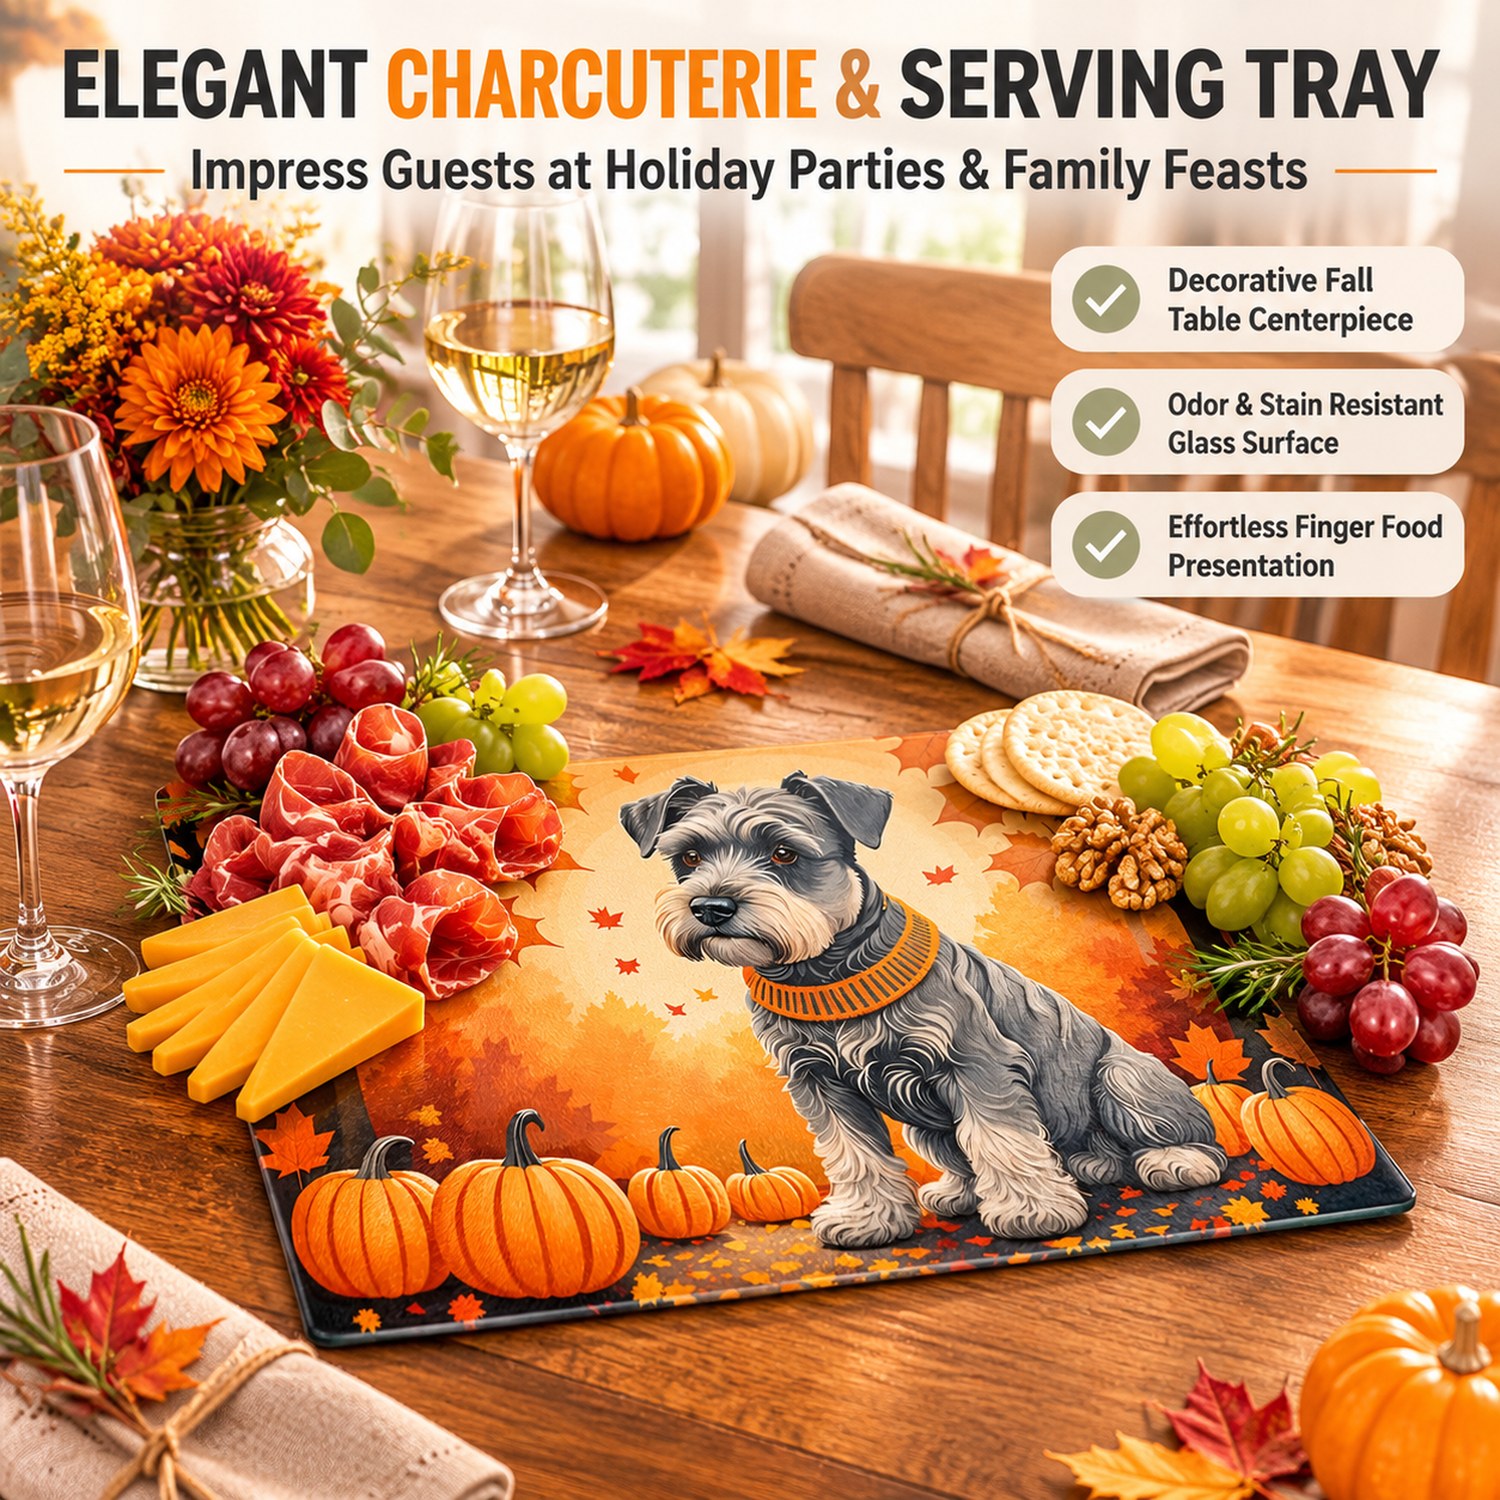 ELEGANT CHARCUTERIE & SERVING TRAY
Impress Guests at Holiday Parties & Family Feasts
Decorative Fall
Table Centerpiece
Odor & Stain Resistant
Glass Surface
Effortless Finger Food
Presentation